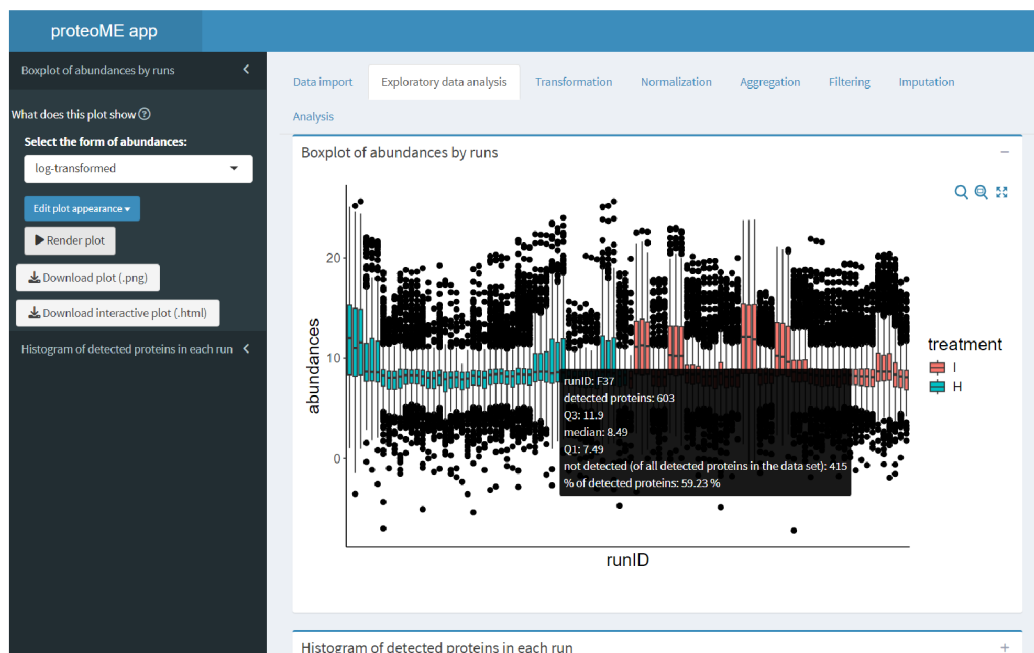 proteoME app
Boxplot of abundances by runs
What does this plot show
Select the form of abundances:
log-transformed
Edit plot appearance
Render plot
Download plot (.png)
Download interactive plot (.html)
Histogram of detected proteins in each run
Data import
Exploratory data analysis
Transformation
Normalization
Aggregation
Filtering
Imputation
Analysis
Boxplot of abundances by runs
abundances
20
10
0
runID: F37
detected proteins: 603
Q3: 11.9
median: 8.49
Q1: 7.49
not detected (of all detected proteins in the data set): 415
% of detected proteins: 59.23 %
runID
treatment
I
H
Histogram of detected proteins in each run